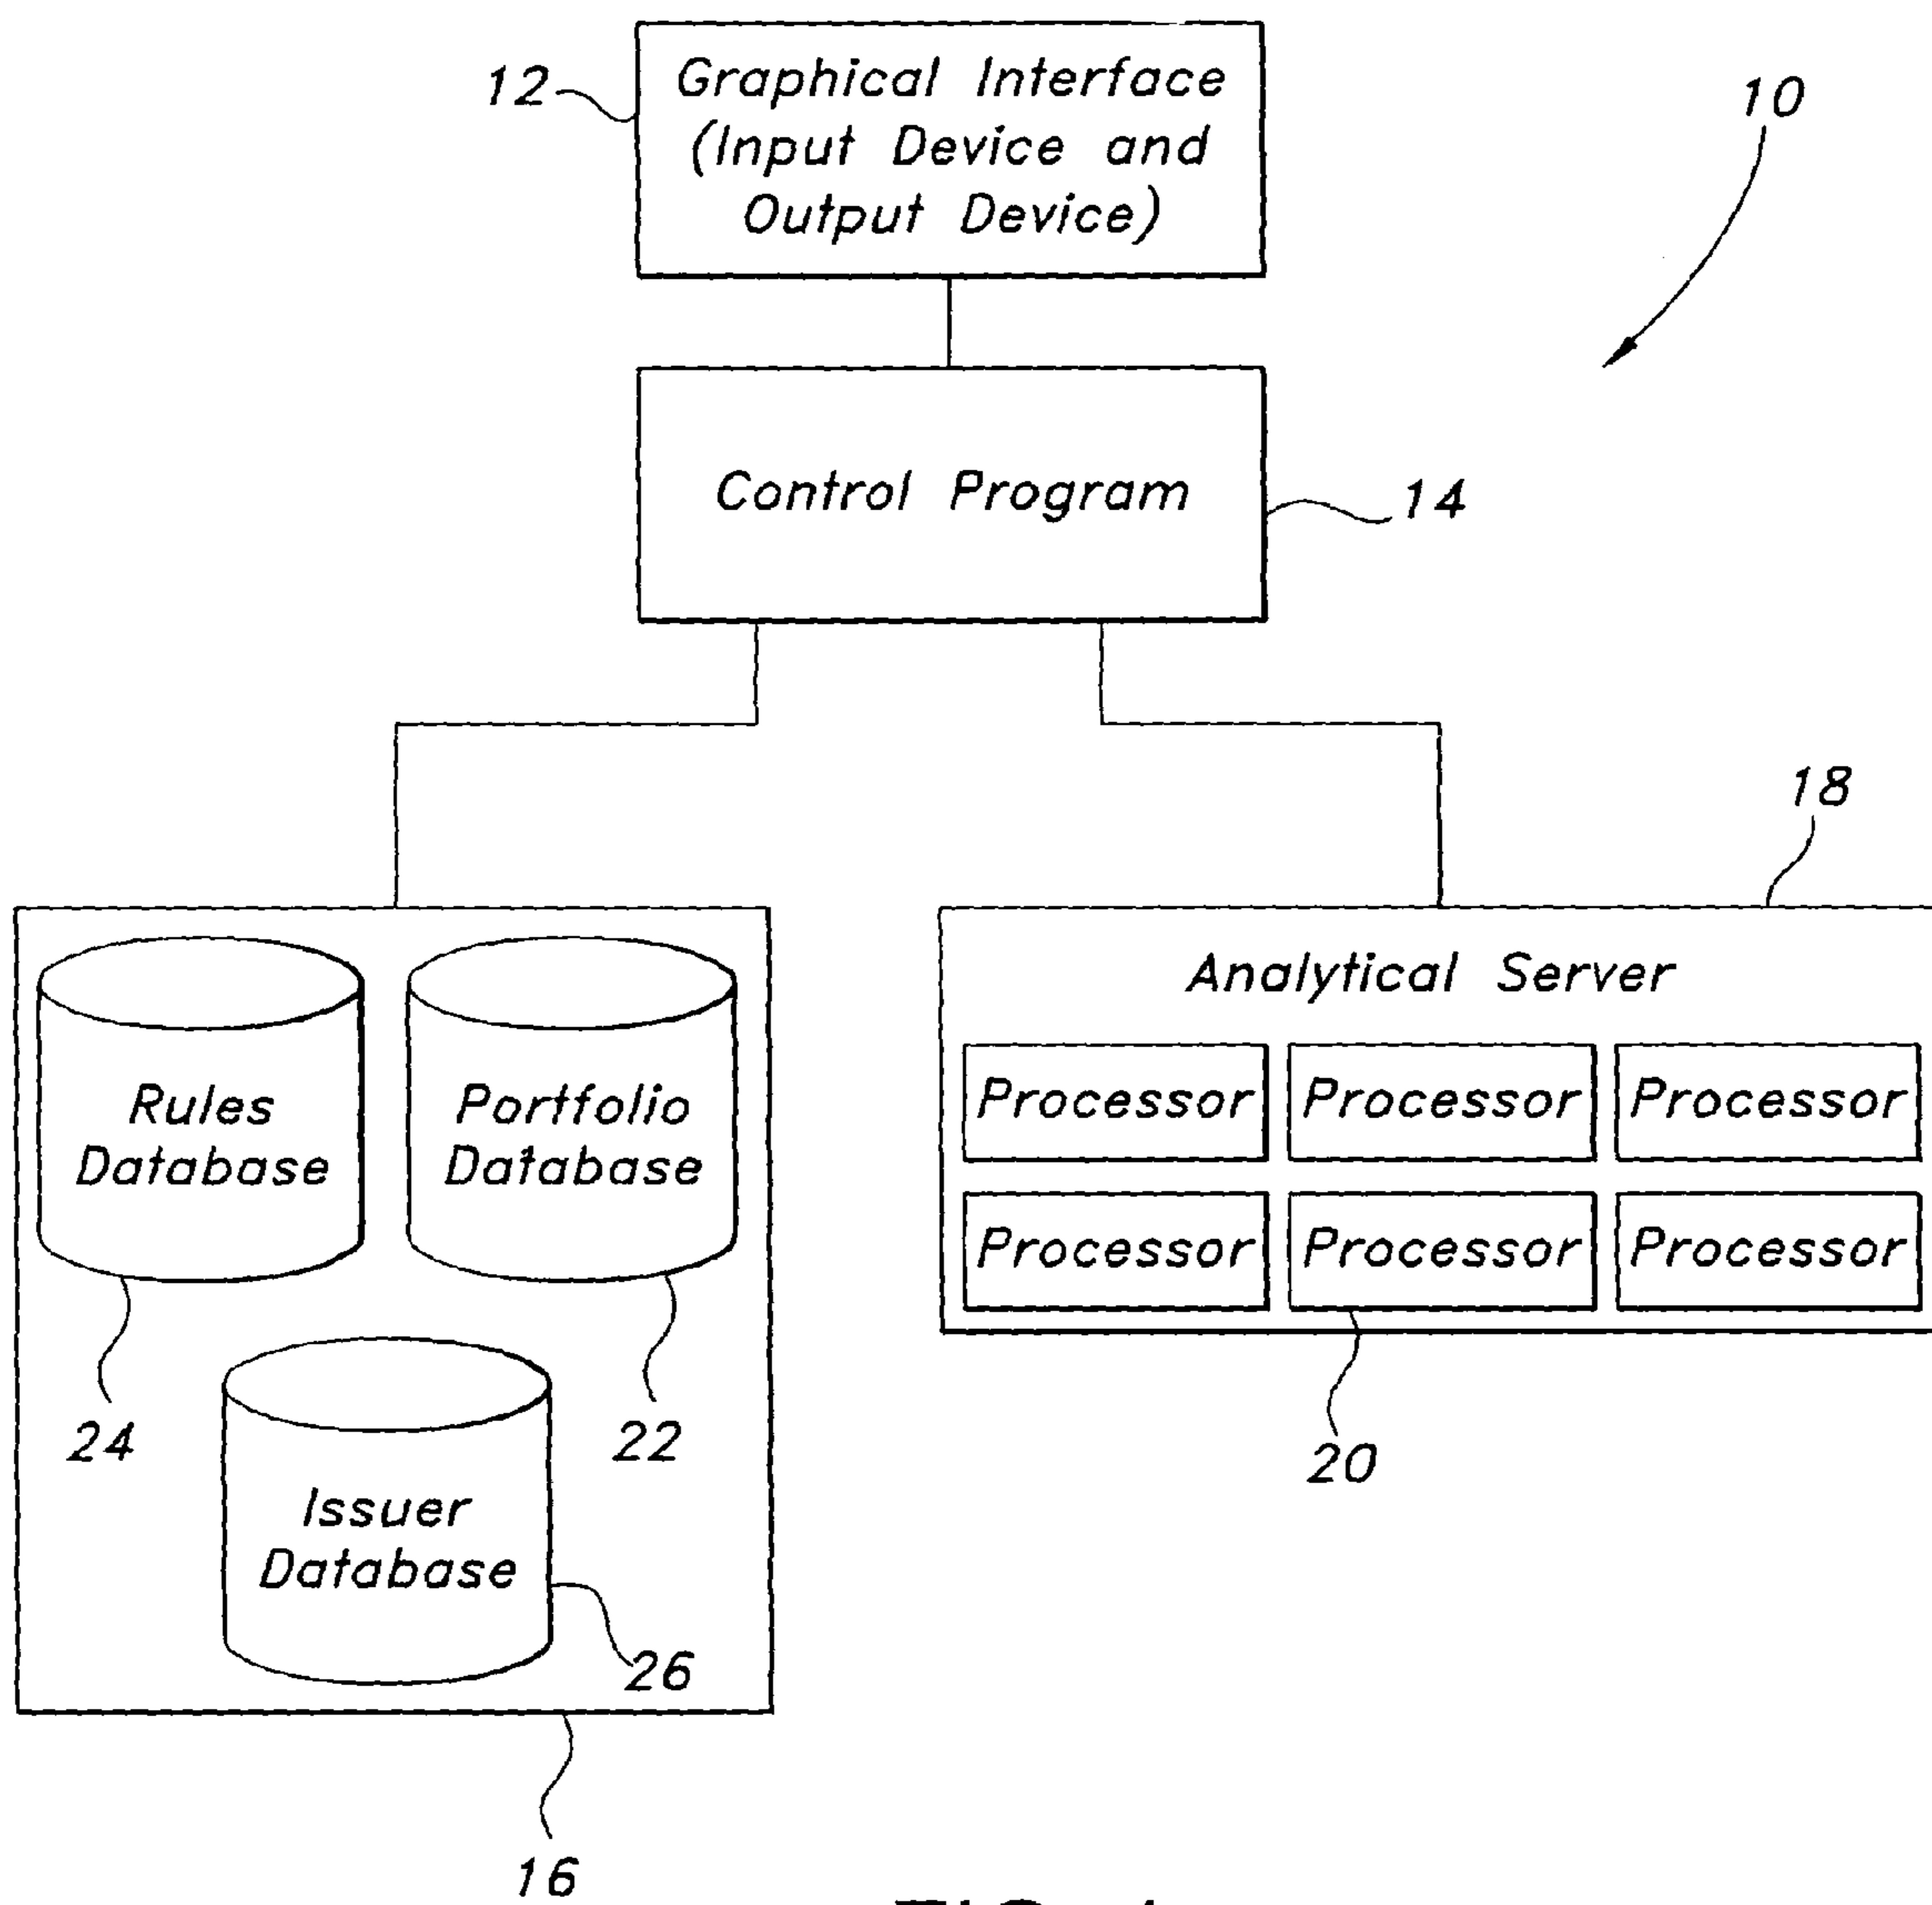 12
Graphical Interface
(Input Device and
Output Device)
10
Control Program
14
18
Analytical Server
Processor Processor Processor
Processor Processor Processor
20
Rules
Database
Portfolio
Database
24
22
Issuer
Database
26
16